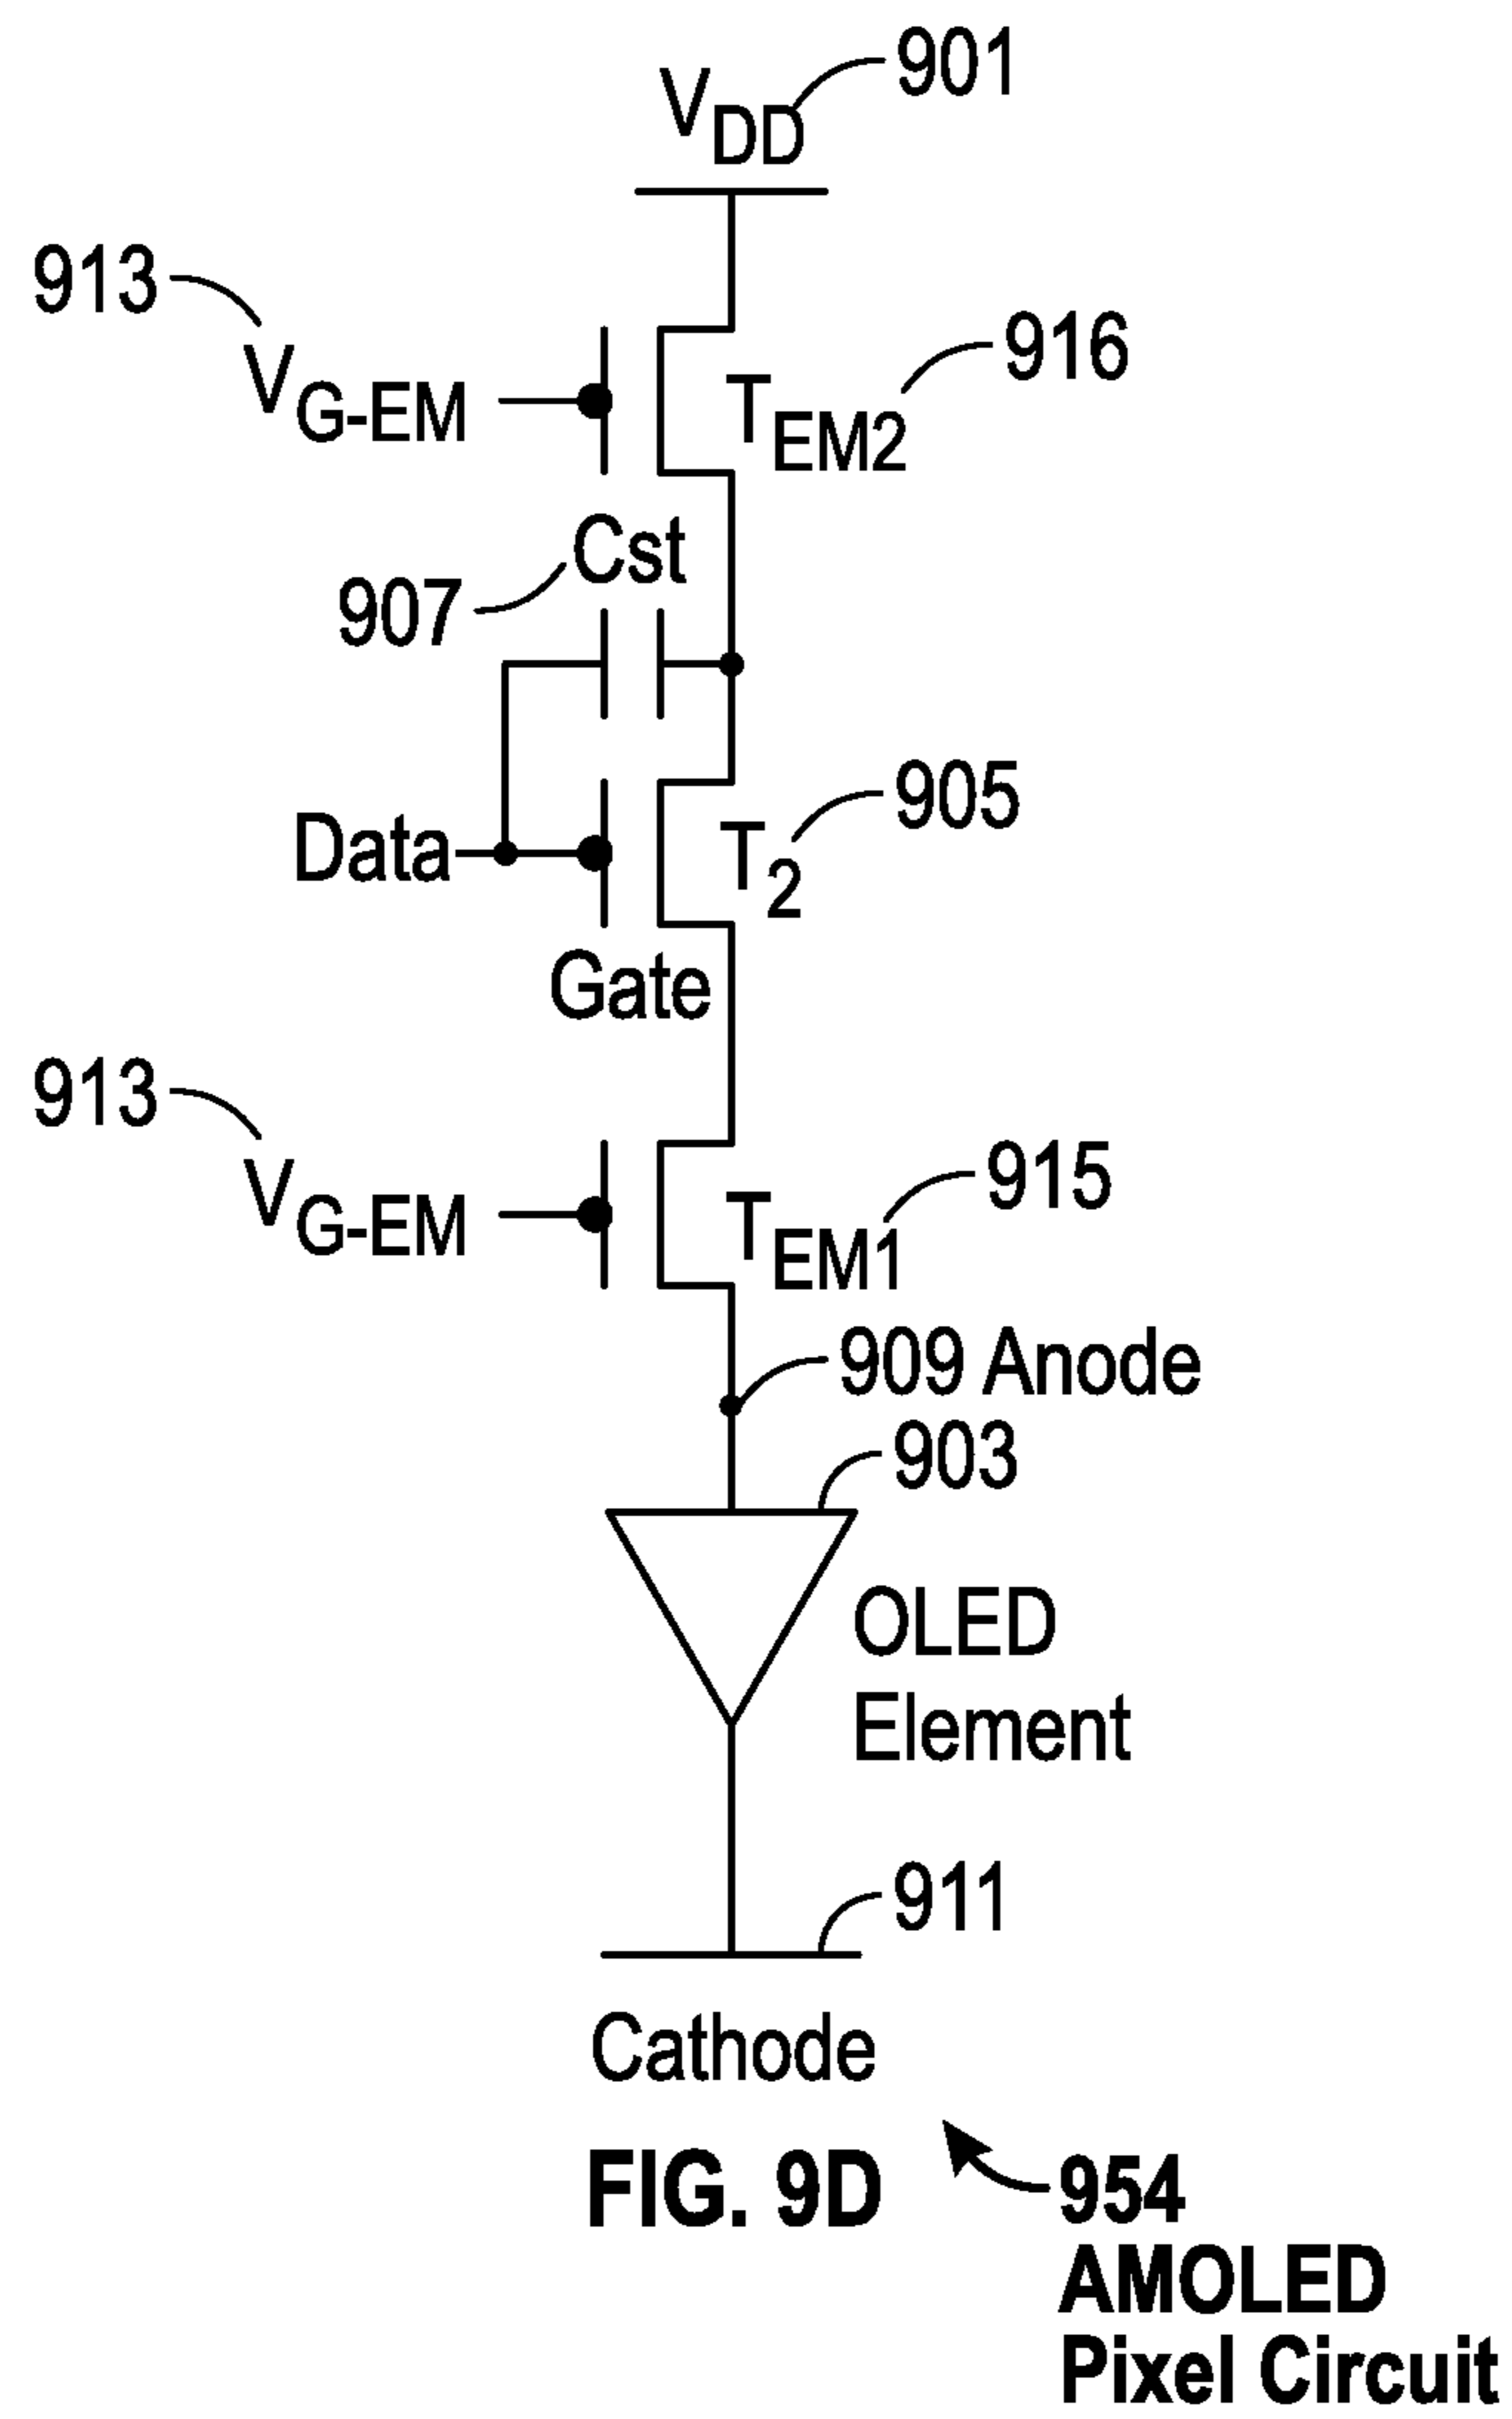 901
VDD
913
VG-EM
916
TEM2
Cst
907
905
Data
T2
Gate
913
VG-EM
915
TEM1
909 Anode
903
OLED
Element
911
Cathode
FIG. 9D
954
AMOLED
Pixel Circuit